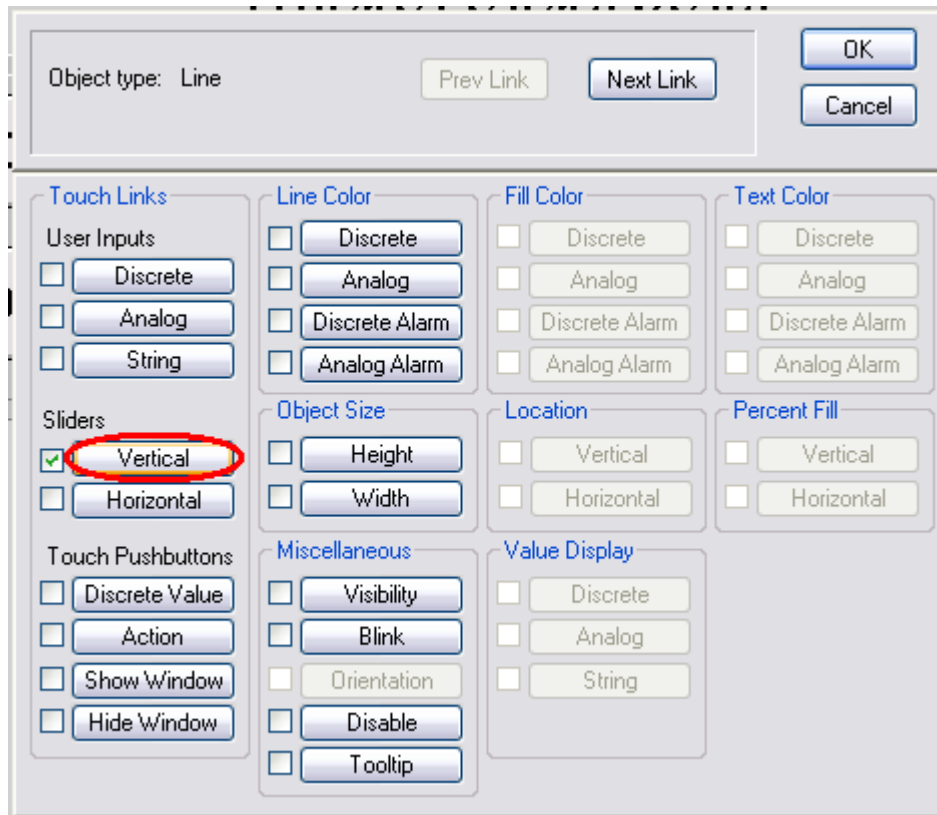 Object type: Line
Prev Link
Next Link
OK
Cancel
Touch Links
User Inputs
Discrete
Analog
String
Sliders
Vertical
Horizontal
Touch Pushbuttons
Discrete Value
Action
Show Window
Hide Window
Line Color
Discrete
Analog
Discrete Alarm
Analog Alarm
Object Size
Height
Width
Miscellaneous
Visibility
Blink
Orientation
Disable
Tooltip
Fill Color
Discrete
Analog
Discrete Alarm
Analog Alarm
Location
Vertical
Horizontal
Value Display
Discrete
Analog
String
Text Color
Discrete
Analog
Discrete Alarm
Analog Alarm
Percent Fill
Vertical
Horizontal